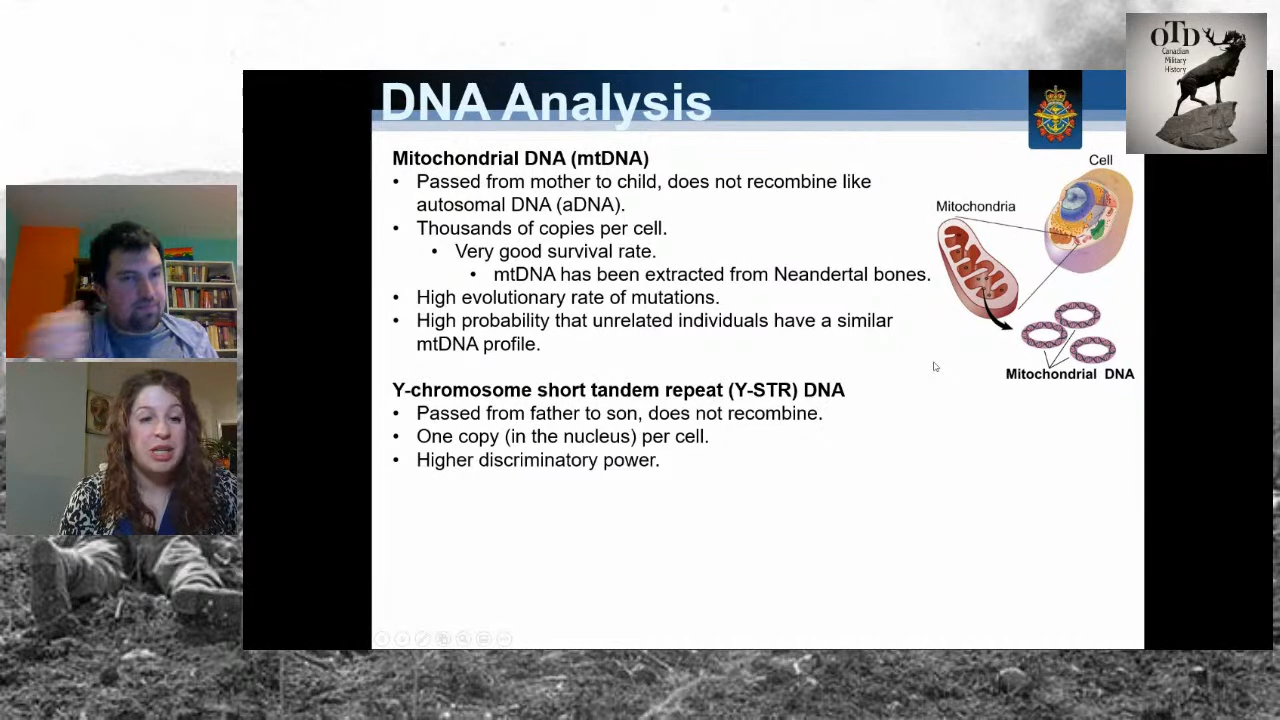 OTD
Canadian
Military
History
DNA Analysis
Mitochondrial DNA (mtDNA)
• Passed from mother to child, does not recombine like
autosomal DNA (aDNA).
• Thousands of copies per cell.
• Very good survival rate.
• mtDNA has been extracted from Neandertal bones.
• High evolutionary rate of mutations.
• High probability that unrelated individuals have a similar
mtDNA profile.
Cell
Mitochondria
Mitochondrial DNA
Y-chromosome short tandem repeat (Y-STR) DNA
• Passed from father to son, does not recombine.
• One copy (in the nucleus) per cell.
• Higher discriminatory power.